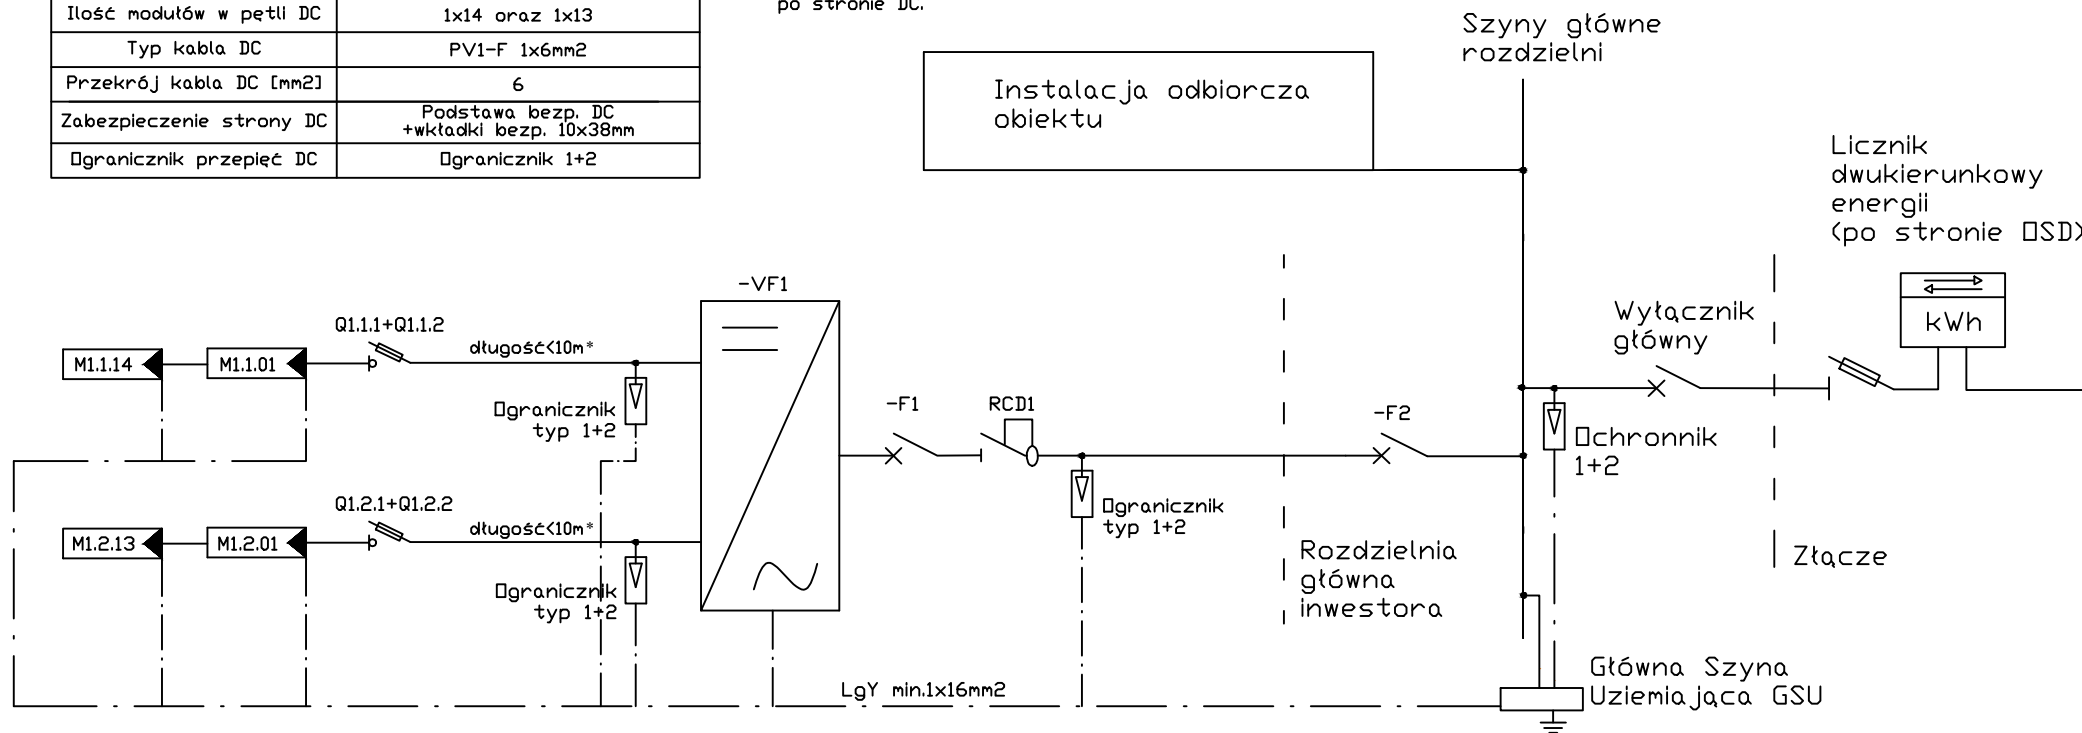 Ilość modułów w pętli DC 1x14 oraz 1x13
Typ kabla DC PV1-F 1x6mm2
Przekrój kabla DC [mm2] 6
Zabezpieczenie strony DC Podstawa bezp. DC
+wkładki bezp. 10x38mm
Ogranicznik przepięć DC Ogranicznik 1+2
po stronie DC.
Instalacja odbiorcza
obiektu
Szyny główne
rozdzielni
Licznik
dwukierunkowy
energii
(po stronie OSD)
kWh
Wyłącznik
główny
-VF1
Q1.1.1+Q1.1.2
M1.1.14
M1.1.01
długość<10m*
Ogranicznik
typ 1+2
-F1
RCD1
-F2
Ochronnik
1+2
Q1.2.1+Q1.2.2
M1.2.13
M1.2.01
długość<10m*
Ogranicznik
typ 1+2
Ogranicznik
typ 1+2
Rozdzielnia
główna
inwestora
Złącze
LgY min.1x16mm2
Główna Szyna
Uziemiająca GSU